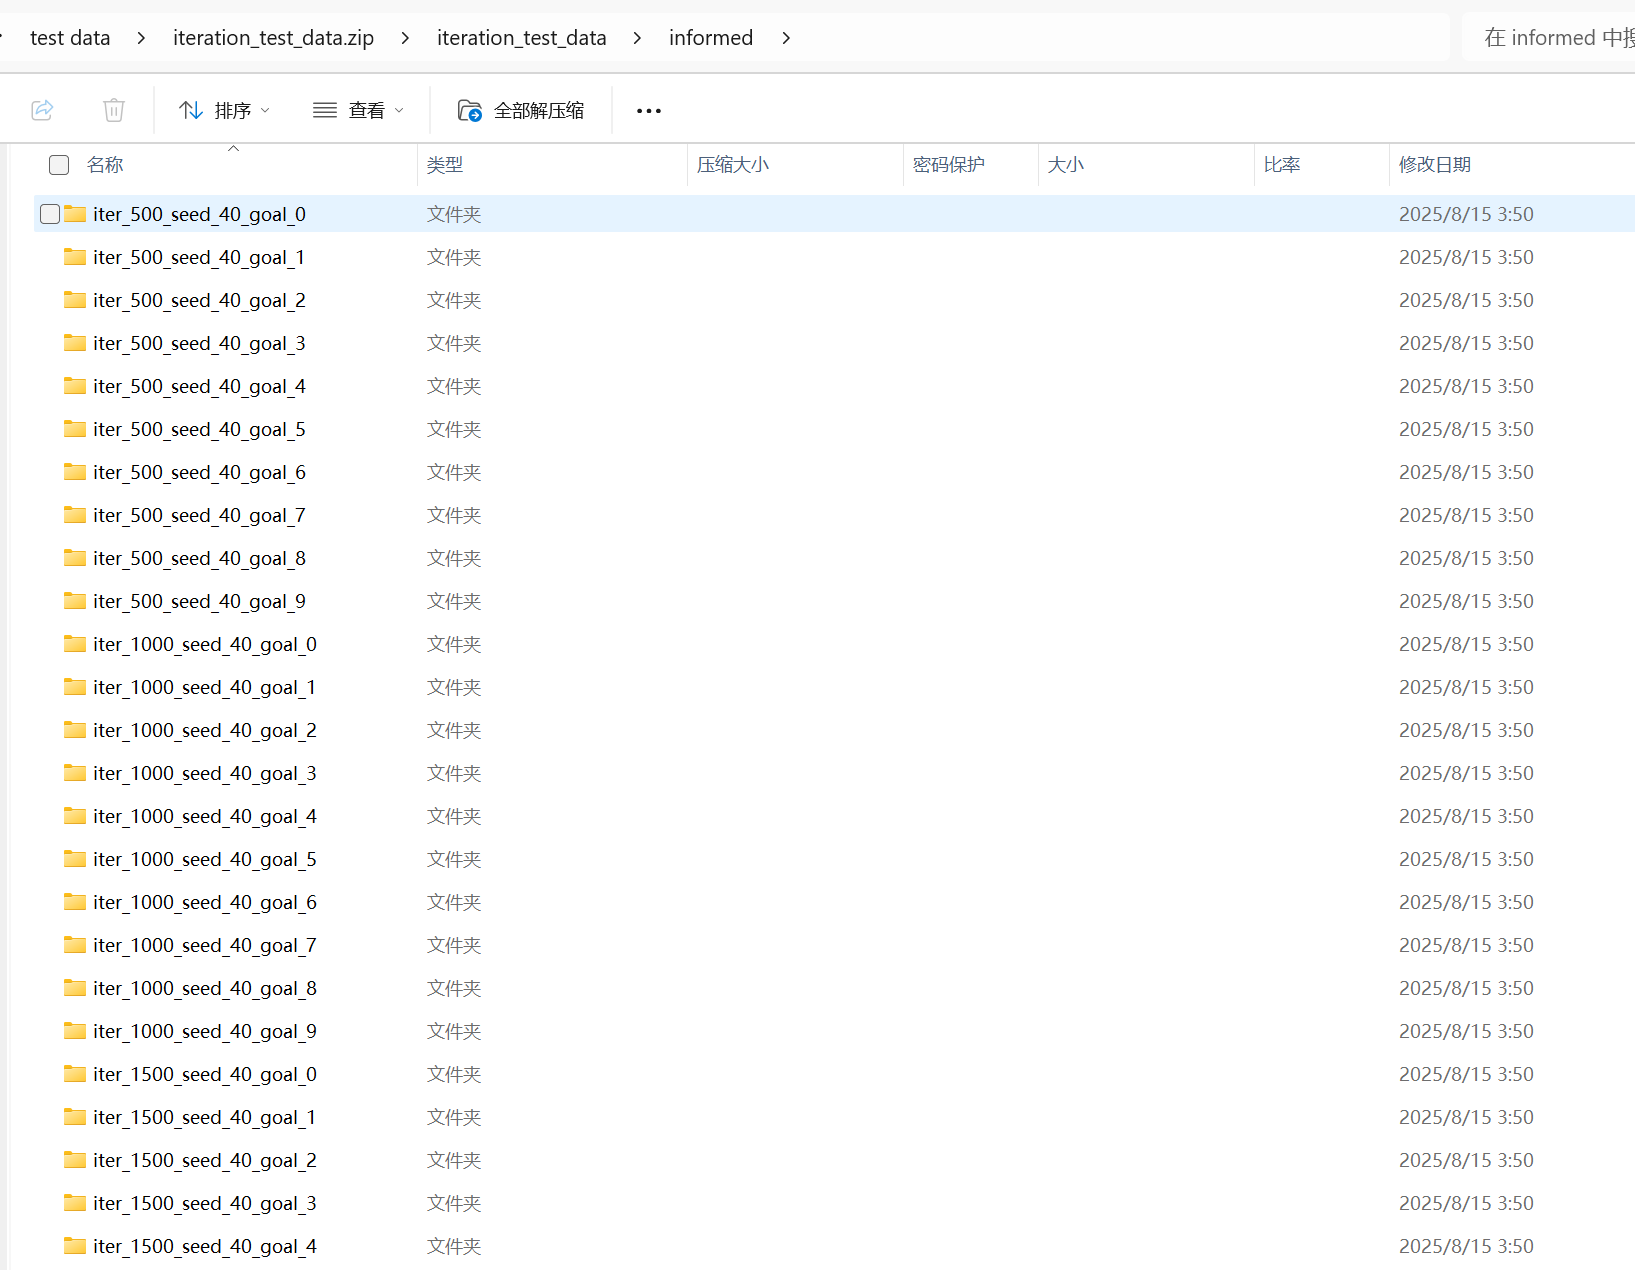 test data > iteration_test_data.zip > iteration_test_data > informed >
在 informed 中搜
排序 查看 全部解压缩 •••
名称 类型 压缩大小 密码保护 大小 比率 修改日期
iter_500_seed_40_goal_0 文件夹 2025/8/15 3:50
iter_500_seed_40_goal_1 文件夹 2025/8/15 3:50
iter_500_seed_40_goal_2 文件夹 2025/8/15 3:50
iter_500_seed_40_goal_3 文件夹 2025/8/15 3:50
iter_500_seed_40_goal_4 文件夹 2025/8/15 3:50
iter_500_seed_40_goal_5 文件夹 2025/8/15 3:50
iter_500_seed_40_goal_6 文件夹 2025/8/15 3:50
iter_500_seed_40_goal_7 文件夹 2025/8/15 3:50
iter_500_seed_40_goal_8 文件夹 2025/8/15 3:50
iter_500_seed_40_goal_9 文件夹 2025/8/15 3:50
iter_1000_seed_40_goal_0 文件夹 2025/8/15 3:50
iter_1000_seed_40_goal_1 文件夹 2025/8/15 3:50
iter_1000_seed_40_goal_2 文件夹 2025/8/15 3:50
iter_1000_seed_40_goal_3 文件夹 2025/8/15 3:50
iter_1000_seed_40_goal_4 文件夹 2025/8/15 3:50
iter_1000_seed_40_goal_5 文件夹 2025/8/15 3:50
iter_1000_seed_40_goal_6 文件夹 2025/8/15 3:50
iter_1000_seed_40_goal_7 文件夹 2025/8/15 3:50
iter_1000_seed_40_goal_8 文件夹 2025/8/15 3:50
iter_1000_seed_40_goal_9 文件夹 2025/8/15 3:50
iter_1500_seed_40_goal_0 文件夹 2025/8/15 3:50
iter_1500_seed_40_goal_1 文件夹 2025/8/15 3:50
iter_1500_seed_40_goal_2 文件夹 2025/8/15 3:50
iter_1500_seed_40_goal_3 文件夹 2025/8/15 3:50
iter_1500_seed_40_goal_4 文件夹 2025/8/15 3:50